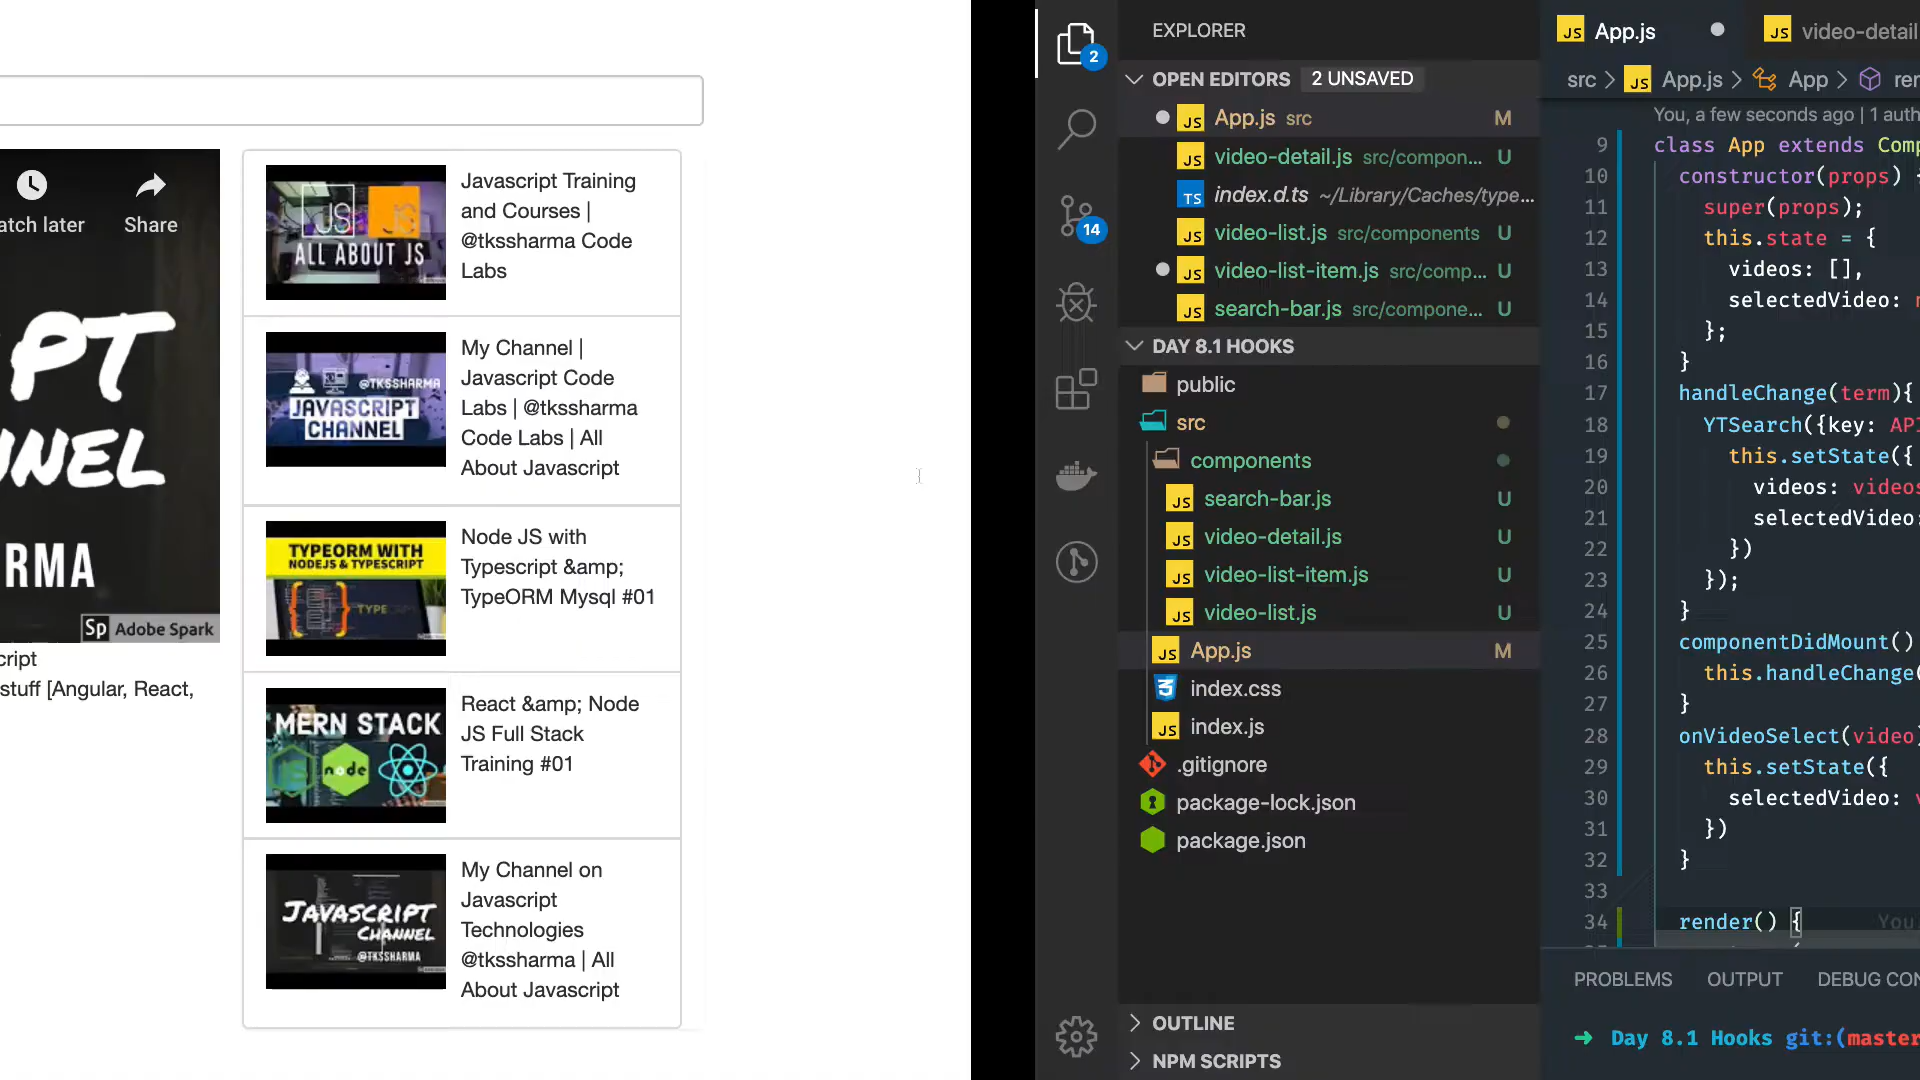 atch later
Share
CRIPT
NNEL
RMA
Sp Adobe Spark
cript
stuff [Angular, React,
JS JS
ALL ABOUT JS
Javascript Training
and Courses |
@tkssharma Code
Labs
@TKSSHARMA
JAVASCRIPT
CHANNEL
My Channel |
Javascript Code
Labs | @tkssharma
Code Labs | All
About Javascript
TYPEORM WITH
NODEJS & TYPESCRIPT
Node JS with
Typescript &amp;
TypeORM Mysql #01
MERN STACK
node
React &amp; Node
JS Full Stack
Training #01
JAVASCRIPT
CHANNEL
@TKSSHARMA
My Channel on
Javascript
Technologies
@tkssharma | All
About Javascript
2
14
EXPLORER
OPEN EDITORS 2 UNSAVED
JS App.js src M
JS video-detail.js src/compon... U
TS index.d.ts ~/Library/Caches/type...
JS video-list.js src/components U
JS video-list-item.js src/comp... U
JS search-bar.js src/compone... U
DAY 8.1 HOOKS
public
src
components
JS search-bar.js U
JS video-detail.js U
JS video-list-item.js U
JS video-list.js U
JS App.js M
index.css
JS index.js
.gitignore
package-lock.json
package.json
OUTLINE
NPM SCRIPTS
JS App.js JS video-detail
src > JS App.js > App > ren
You, a few seconds ago | 1 auth
9 class App extends Comp
10 constructor(props) {
11 super(props);
12 this.state = {
13 videos: [],
14 selectedVideo: n
15 };
16 }
17 handleChange(term){
18 YTSearch({key: API
19 this.setState({
20 videos: videos
21 selectedVideo:
22 })
23 });
24 }
25 componentDidMount()
26 this.handleChange(
27 }
28 onVideoSelect(video)
29 this.setState({
30 selectedVideo: v
31 })
32 }
33
34 render() { You
PROBLEMS OUTPUT DEBUG CON
➜ Day 8.1 Hooks git:(master